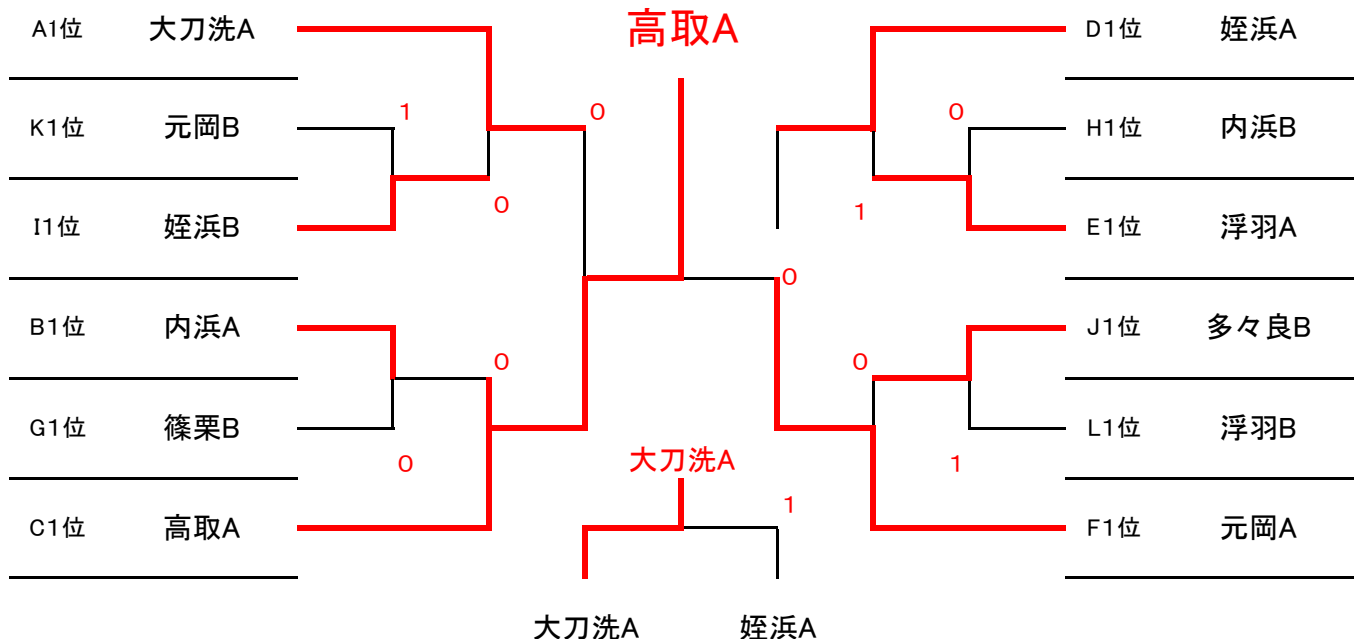 高取A
A1位 大刀洗A
D1位 姪浜A
1
0
0
K1位 元岡B
H1位 内浜B
0
1
I1位 姪浜B
E1位 浮羽A
0
B1位 内浜A
J1位 多々良B
0
0
G1位 篠栗B
L1位 浮羽B
0
大刀洗A
1
1
C1位 高取A
F1位 元岡A
大刀洗A 姪浜A